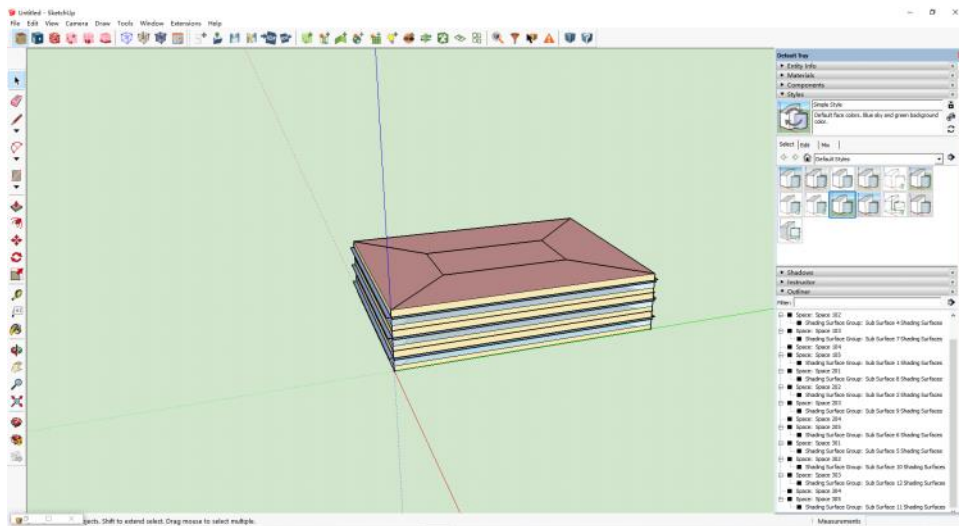 Untitled - SketchUp
File Edit View Camera Draw Tools Window Extensions Help
Default Tray
Entity Info
Materials
Components
Styles
Simple Style
Default face colors. Blue sky and green background color.
Select Edit Mix
Default Styles
Shadows
Instructor
Outliner
Filter:
Space: Space 102
Shading Surface Group: Sub Surface 4 Shading Surfaces
Space: Space 103
Shading Surface Group: Sub Surface 7 Shading Surfaces
Space: Space 104
Space: Space 105
Shading Surface Group: Sub Surface 1 Shading Surfaces
Space: Space 201
Shading Surface Group: Sub Surface 8 Shading Surfaces
Space: Space 202
Shading Surface Group: Sub Surface 2 Shading Surfaces
Space: Space 203
Shading Surface Group: Sub Surface 9 Shading Surfaces
Space: Space 204
Space: Space 205
Shading Surface Group: Sub Surface 6 Shading Surfaces
Space: Space 301
Shading Surface Group: Sub Surface 5 Shading Surfaces
Space: Space 302
Shading Surface Group: Sub Surface 10 Shading Surfaces
Space: Space 303
Shading Surface Group: Sub Surface 12 Shading Surfaces
Space: Space 304
Space: Space 305
Shading Surface Group: Sub Surface 11 Shading Surfaces
jects. Shift to extend select. Drag mouse to select multiple.
Measurements